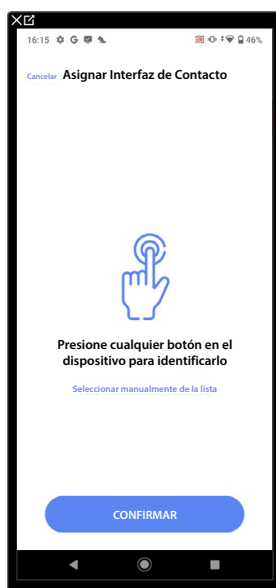 16:15
46%
Cancelar Asignar Interfaz de Contacto
Presione cualquier botón en el
dispositivo para identificarlo
Seleccionar manualmente de la lista
CONFIRMAR